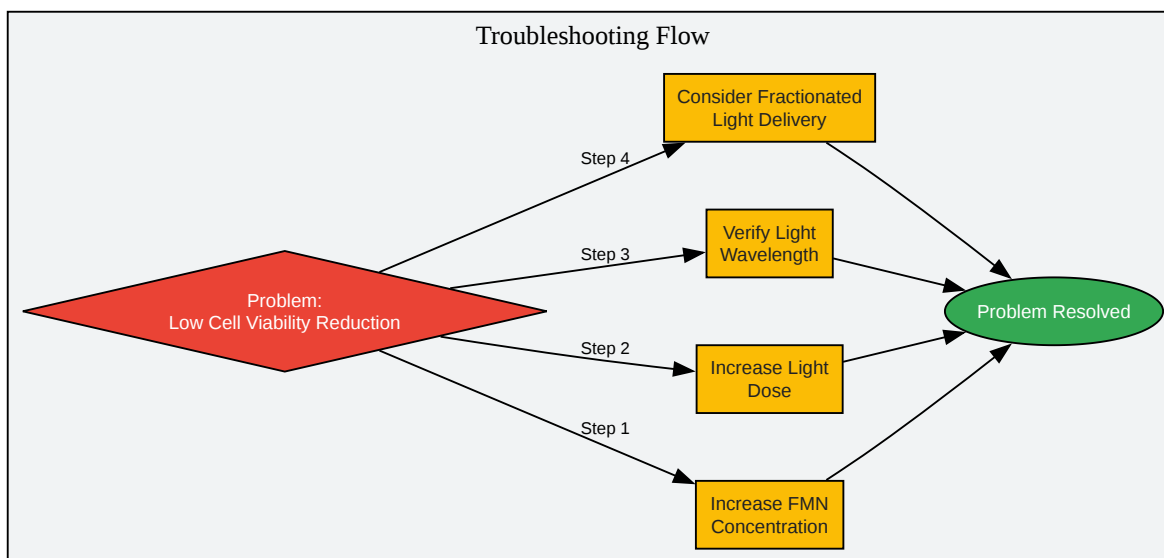 Troubleshooting Flow
Consider Fractionated
Light Delivery
Step 4
Verify Light
Wavelength
Step 3
Problem:
Low Cell Viability Reduction
Problem Resolved
Step 2
Increase Light
Dose
Step 1
Increase FMN
Concentration